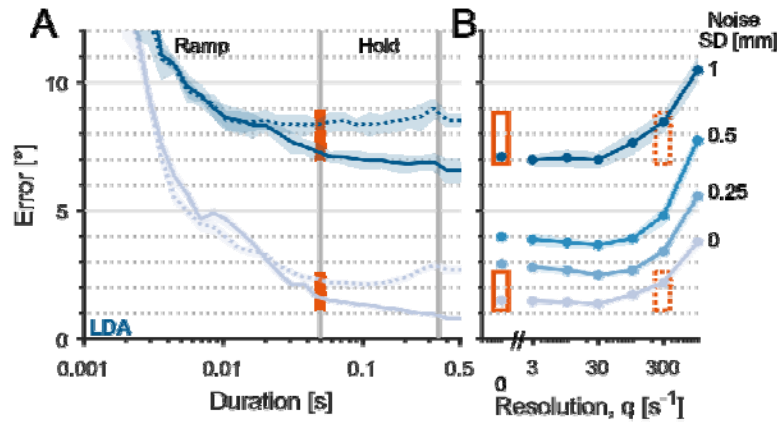 A
Ramp
Hold
B
Noise
SD [mm]
10
5
0
Error [°]
LDA
0.001
0.01
0.1
0.5
Duration [s]
1
0.5
0.25
0
0
//
3
30
300
Resolution, q [s⁻¹]